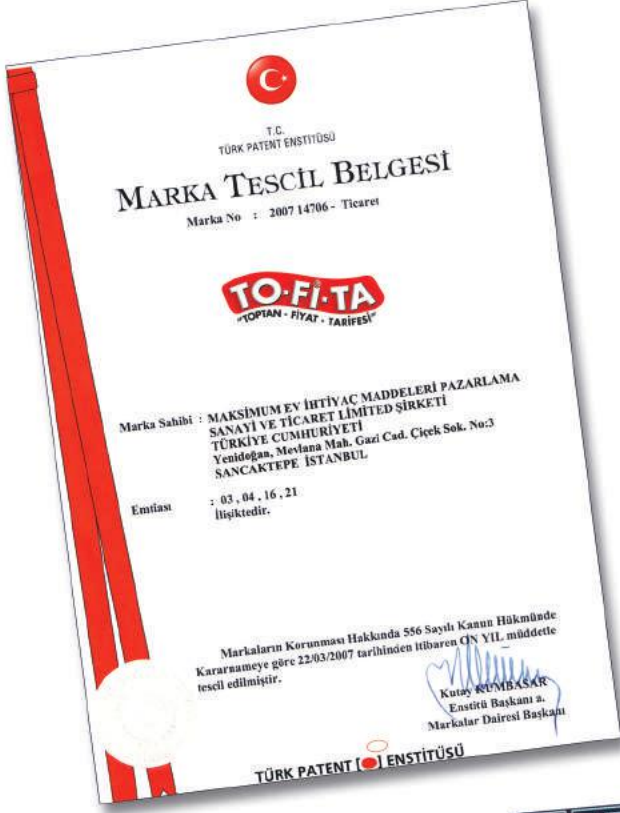 T.C.
TÜRK PATENT ENSTİTÜSÜ
MARKA TESCİL BELGESİ
Marka No : 2007 14706 - Ticaret
TO-Fİ-TA
"TOPTAN - FİYAT - TARİFESİ"
Marka Sahibi : MAKSİMUM EV İHTİYAÇ MADDELERİ PAZARLAMA
SANAYİ VE TİCARET LİMİTED ŞİRKETİ
TÜRKİYE CUMHURİYETİ
Yenidoğan, Mevlana Mah. Gazi Cad. Çiçek Sok. No:3
SANCAKTEPE İSTANBUL
Emtiası : 03 , 04 , 16 , 21
İlişiktedir.
Markaların Korunması Hakkında 556 Sayılı Kanun Hükmünde
Kararnameye göre 22/03/2007 tarihinden itibaren ON YIL müddetle
tescil edilmiştir.
Kutay KUMBASAR
Enstitü Başkanı a.
Markalar Dairesi Başkanı
TÜRK PATENT ENSTİTÜSÜ